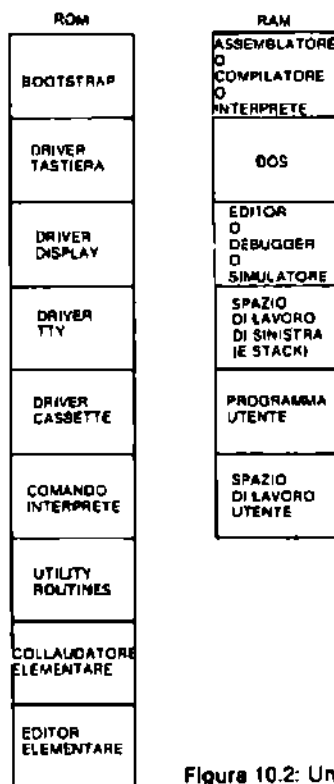 ROM
BOOTSTRAP
DRIVER
TASTIERA
DRIVER
DISPLAY
DRIVER
TTY
DRIVER
CASSETTE
COMANDO
INTERPRETE
UTILITY
ROUTINES
COLLAUDATORE
ELEMENTARE
EDITOR
ELEMENTARE
RAM
ASSEMBLATORE
O
COMPILATORE
O
INTERPRETE
DOS
EDITOR
O
DEBUGGER
O
SIMULATORE
SPAZIO
DI LAVORO
DI SINISTRA
(E STACK)
PROGRAMMA
UTENTE
SPAZIO
DI LAVORO
UTENTE
Figura 10.2: Un